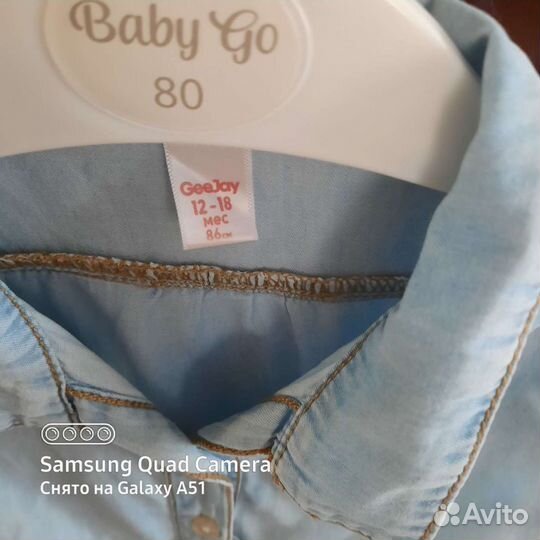 Baby Go
80
GeeJay
12-18
мес
86см
Samsung Quad Camera
Снято на Galaxy A51
Avito